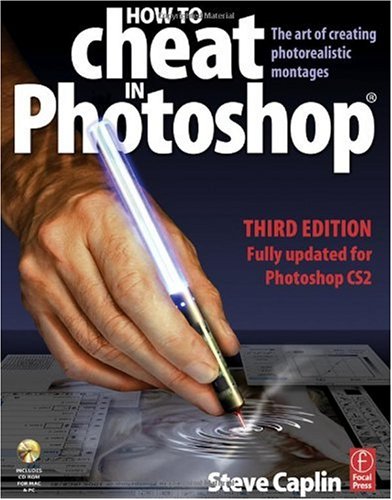 HOW TO
cheat
IN
Photoshop®
The art of creating
photorealistic
montages
THIRD EDITION
Fully updated for
Photoshop CS2
INCLUDES
CD ROM
FOR MAC
& PC
Steve Caplin
Focal
Press